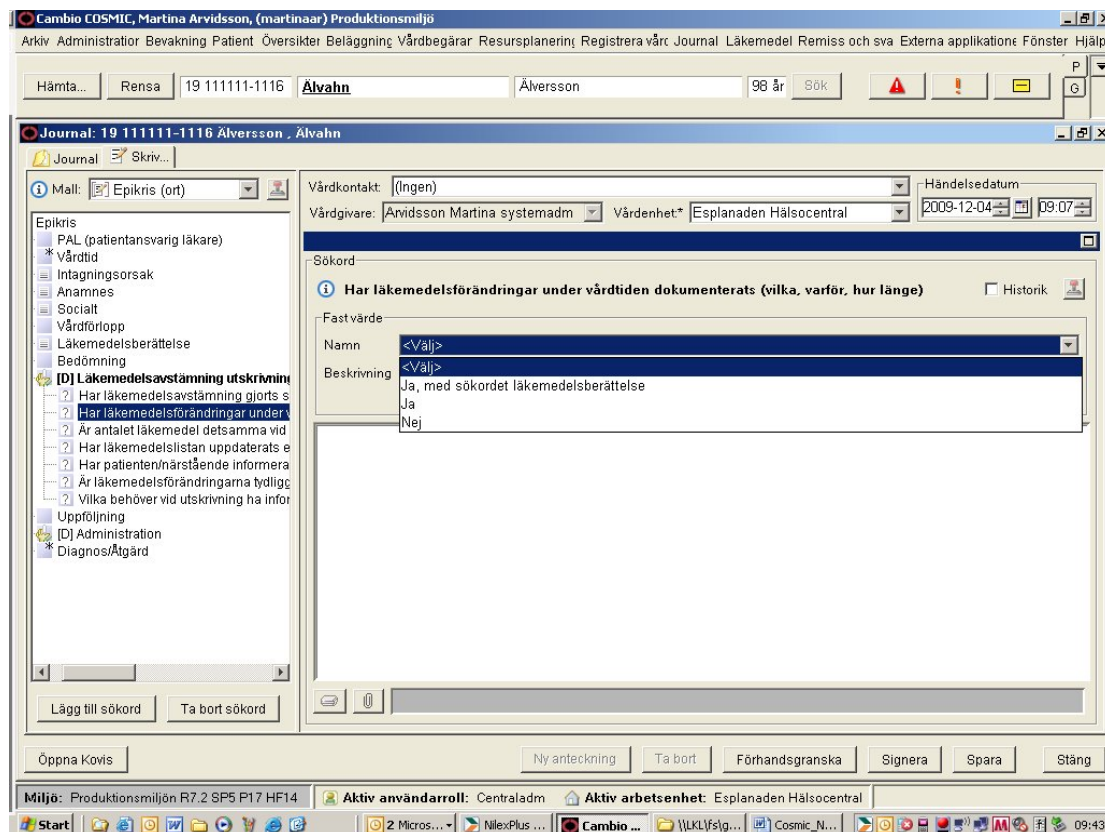 Cambio COSMIC, Martina Arvidsson, (martinaar) Produktionsmiljö
Arkiv Administratior Bevakning Patient Översikter Beläggning Vårdbegärar Resursplanering Registrera vårc Journal Läkemedel Remiss och sva Externa applikatione Fönster Hjälp
Hämta... Rensa 19 111111-1116 Älvahn Älversson 98 år Sök P
G
Journal: 19 111111-1116 Älversson , Älvahn
Journal Skriv...
Mall: Epikris (ort)
Epikris
PAL (patientansvarig läkare)
* Vårdtid
Intagningsorsak
Anamnes
Socialt
Vårdförlopp
Läkemedelsberättelse
Bedömning
[D] Läkemedelsavstämning utskrivning
? Har läkemedelsavstämning gjorts s
? Har läkemedelsförändringar under v
? Är antalet läkemedel detsamma vid
? Har läkemedelslistan uppdaterats e
? Har patienten/närstående informera
? Är läkemedelsförändringarna tydligg
? Vilka behöver vid utskrivning ha infor
Uppföljning
[D] Administration
* Diagnos/Åtgärd
Lägg till sökord Ta bort sökord
Vårdkontakt: (Ingen)
Vårdgivare: Arvidsson Martina systemadm Vårdenhet:* Esplanaden Hälsocentral
Händelsedatum
2009-12-04 09:07
Sökord
Har läkemedelsförändringar under vårdtiden dokumenterats (vilka, varför, hur länge) Historik
Fast värde
Namn <Välj>
Beskrivning
<Välj>
Ja, med sökordet läkemedelsberättelse
Ja
Nej
Öppna Kovis Ny anteckning Ta bort Förhandsgranska Signera Spara Stäng
Miljö: Produktionsmiljön R7.2 SP5 P17 HF14 Aktiv användarroll: Centraladm Aktiv arbetsenhet: Esplanaden Hälsocentral
Start 2 Micros... NilexPlus ... Cambio ... \\LKL\fs\g... Cosmic_N... 09:43